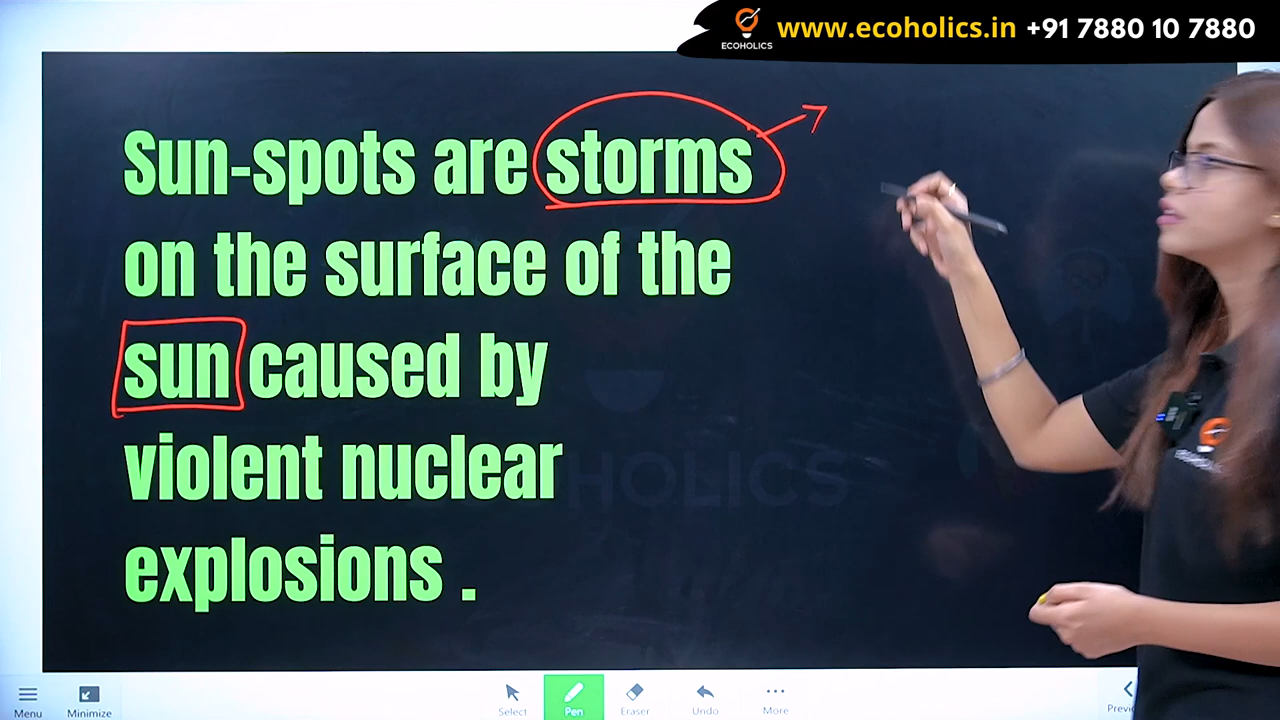 ECOHOLICS
www.ecoholics.in +91 7880 10 7880
Sun-spots are storms
on the surface of the
sun caused by
violent nuclear
explosions .
HOLICS
Menu
Minimize
Select
Pen
Eraser
Undo
More